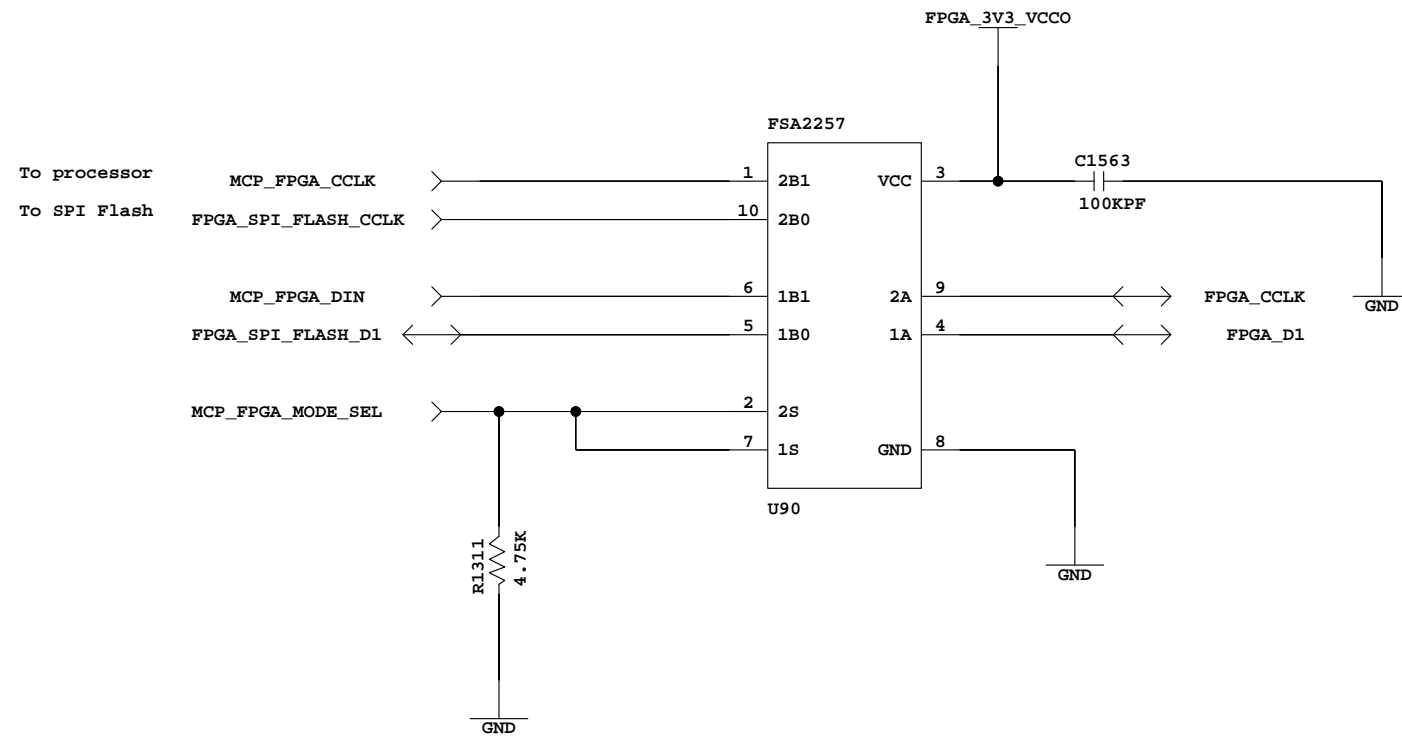 FPGA_3V3_VCCO
FSA2257
To processor MCP_FPGA_CCLK 1 2B1 VCC 3 C1563
To SPI Flash FPGA_SPI_FLASH_CCLK 10 2B0 100KPF
MCP_FPGA_DIN 6 1B1 2A 9 FPGA_CCLK GND
FPGA_SPI_FLASH_D1 5 1B0 1A 4 FPGA_D1
MCP_FPGA_MODE_SEL 2 2S
7 1S GND 8
U90
R1311 4.75K GND
GND